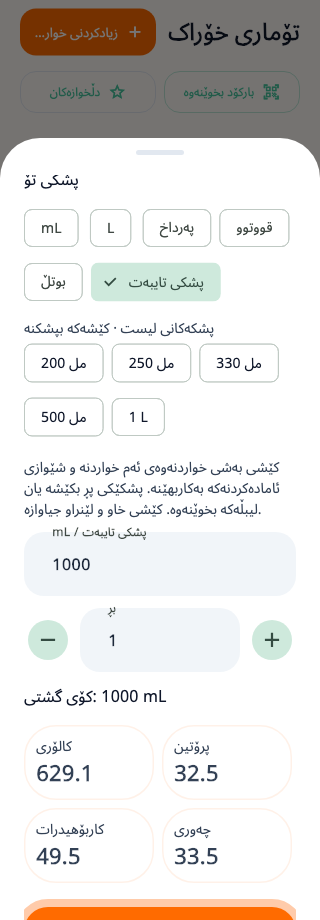 تۆماری خۆراک
زیادکردنی خوار...
بارکۆد بخوێنەوە
دڵخوازەکان
پشکی تۆ
mL
L
پەرداخ
قووتوو
بوتڵ
پشکی تایبەت
پشکەکانی لیست · کێشەکە بپشکنە
200 مل
250 مل
330 مل
500 مل
1 L
کێشی بەشی خواردنەوەی ئەم خواردنە و شێوازی
ئامادەکردنەکە بەکاربهێنە. پشکێکی پڕ بکێشە یان
لیبڵەکە بخوێنەوە. کێشی خاو و لێنراو جیاوازە.
پشکی تایبەت / mL
1000
بڕ
1
کۆی گشتی: 1000 mL
کالۆری
629.1
پرۆتین
32.5
کاربۆهیدرات
49.5
چەوری
33.5